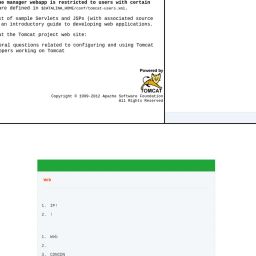 e manager webapp is restricted to users with certain
are defined in $CATALINA_HOME/conf/tomcat-users.xml.
st of sample Servlets and JSPs (with associated source
an introductory guide to developing web applications.
at the Tomcat project web site:
eral questions related to configuring and using Tomcat
opers working on Tomcat
Powered by
TOMCAT
Copyright © 1999-2012 Apache Software Foundation
All Rights Reserved
Web
1. IP!
2. !
1. Web
2.
3. CDNCDN